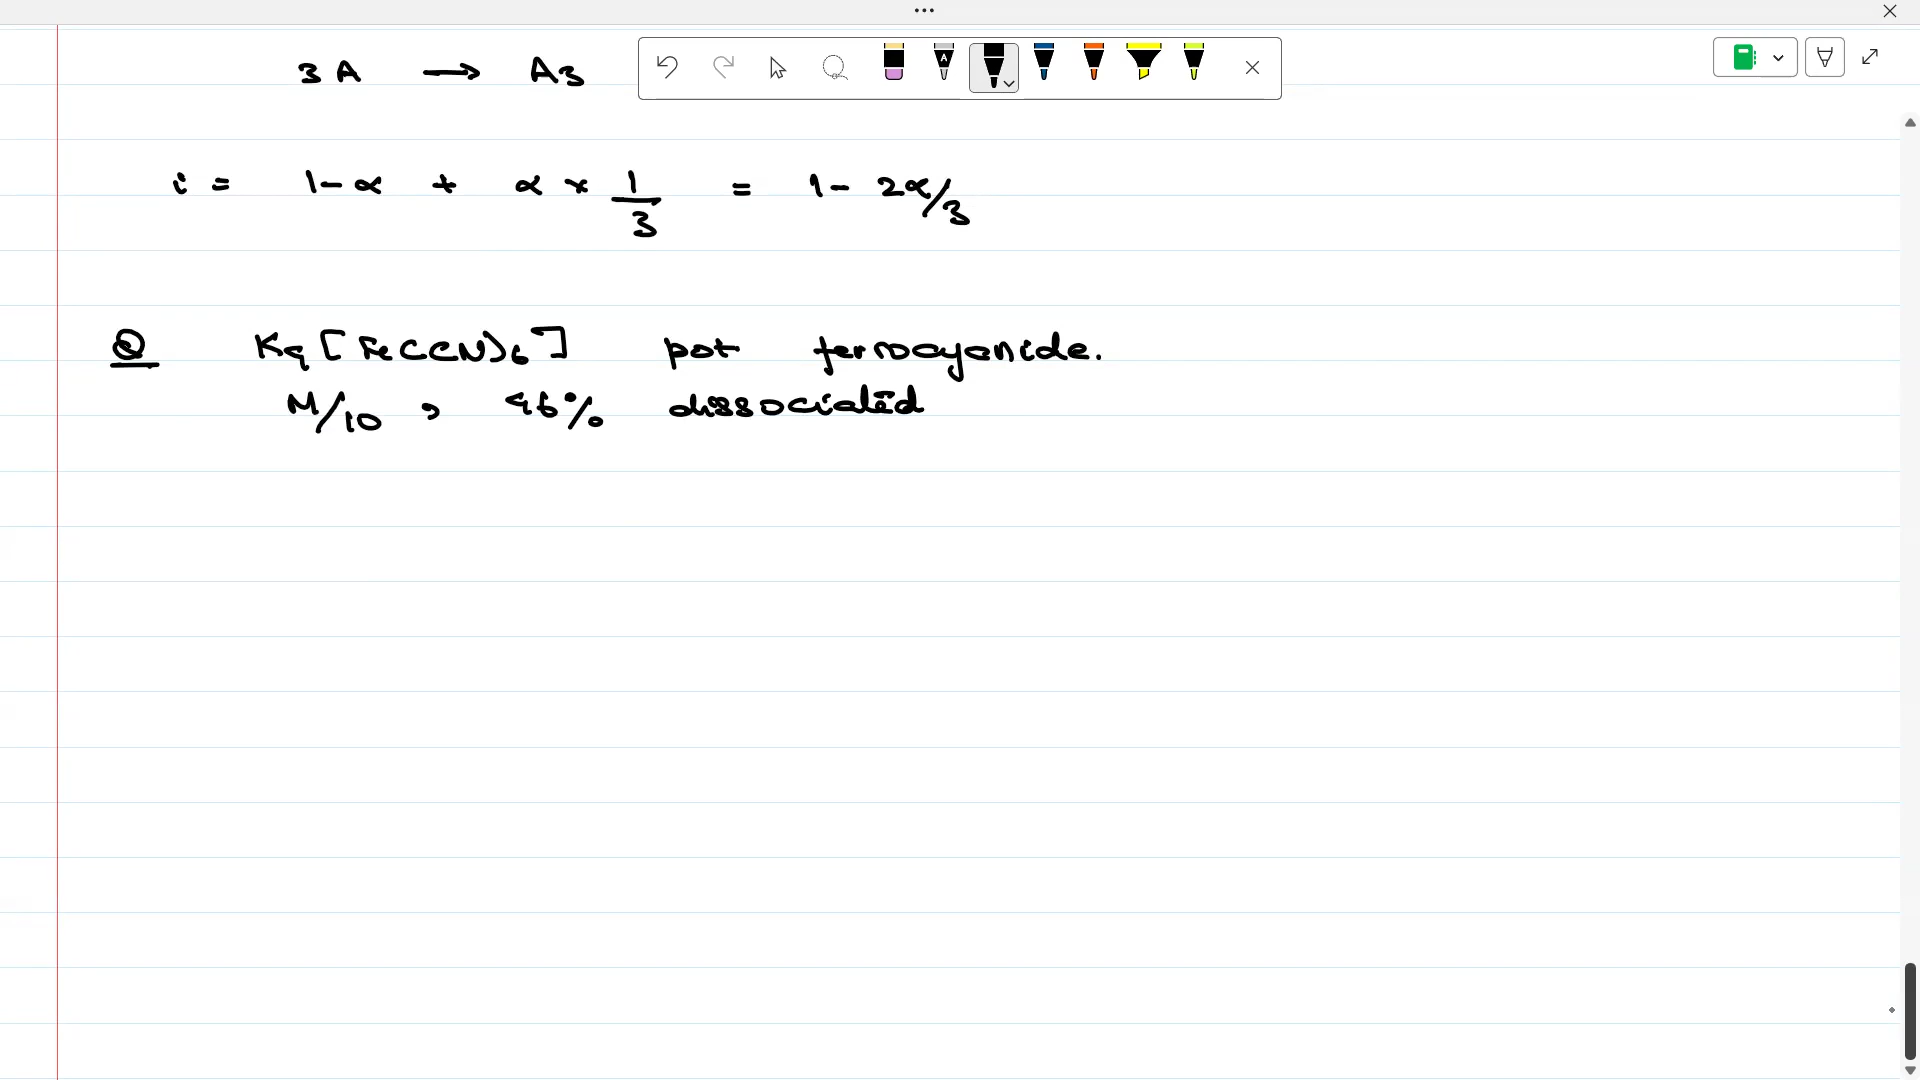 3A → A3
i = 1-α + α × 1/3 = 1- 2α/3
Q K4[Fe(CN)6] pot ferrocyanide.
M/10, 46% dissociated